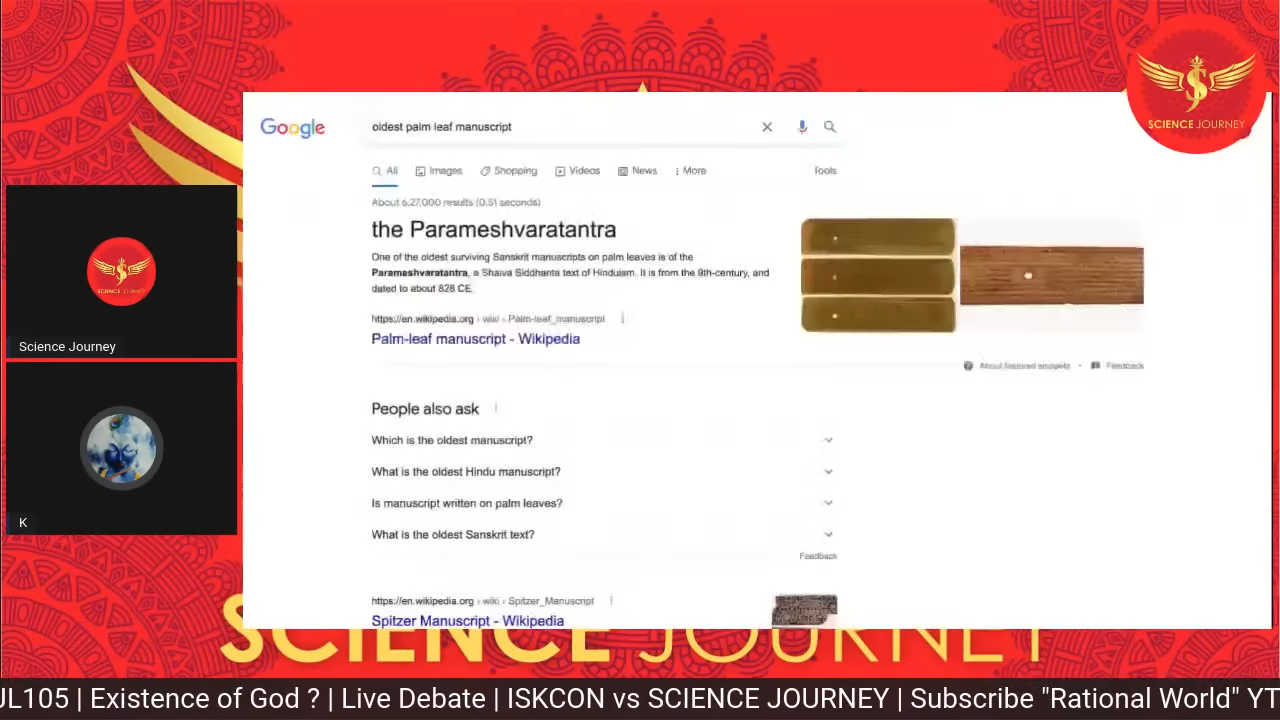 Google
oldest palm leaf manuscript
All Images Shopping Videos News More Tools
About 6,27,000 results (0.51 seconds)
the Parameshvaratantra
One of the oldest surviving Sanskrit manuscripts on palm leaves is of the
Parameshvaratantra, a Shaiva Siddhanta text of Hinduism. It is from the 9th-century, and
dated to about 828 CE.
https://en.wikipedia.org › wiki › Palm-leaf_manuscript
Palm-leaf manuscript - Wikipedia
About featured snippets • Feedback
People also ask
Which is the oldest manuscript?
What is the oldest Hindu manuscript?
Is manuscript written on palm leaves?
What is the oldest Sanskrit text?
Feedback
https://en.wikipedia.org › wiki › Spitzer_Manuscript
Spitzer Manuscript - Wikipedia
SCIENCE JOURNEY
SCIENCE JOURNEY
Science Journey
K
SCIENCE JOURNEY
JL105 | Existence of God ? | Live Debate | ISKCON vs SCIENCE JOURNEY | Subscribe "Rational World" YT